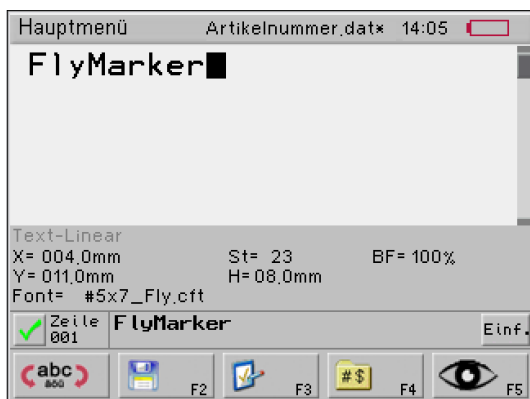 Hauptmenü Artikelnummer.dat* 14:05
FlyMarker
Text-Linear
X= 004.0mm St= 23 BF= 100%
Y= 011.0mm H= 08.0mm
Font= #5x7_Fly.cft
Zeile 001 FlyMarker Einf.
abc F2 F3 #$ F4 F5